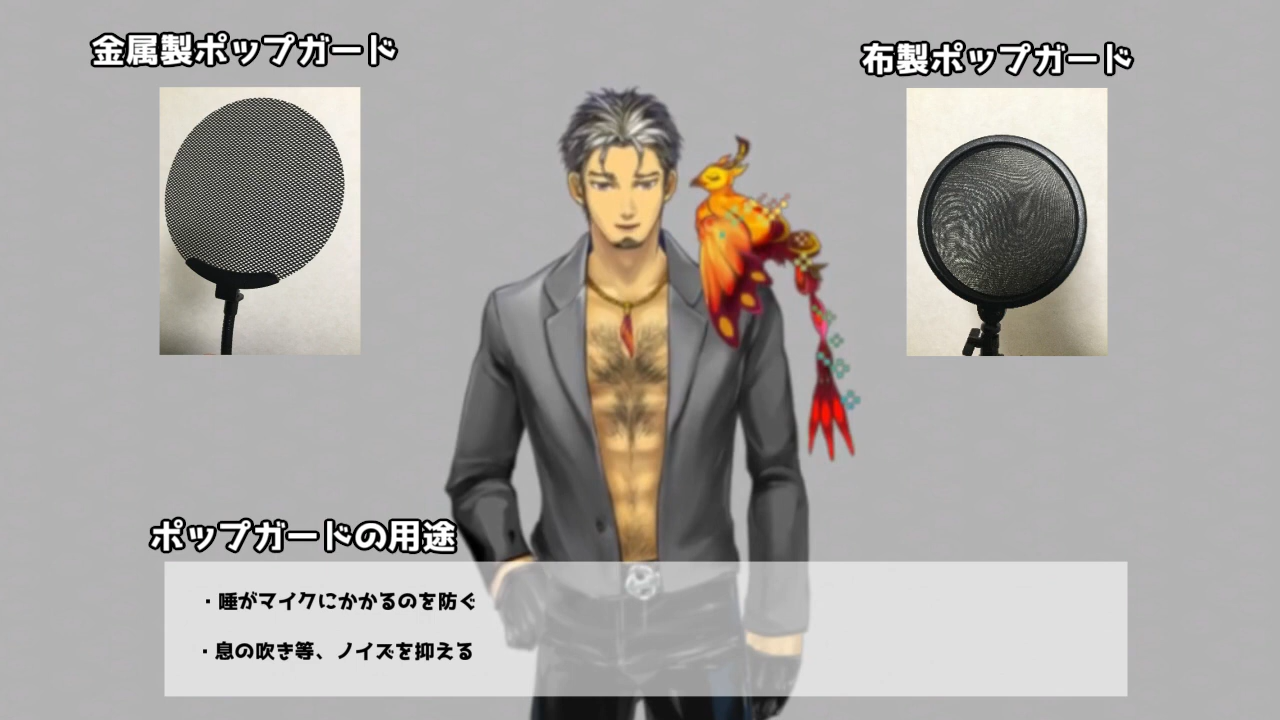 金属製ポップガード
布製ポップガード
ポップガードの用途
・唾がマイクにかかるのを防ぐ
・息の吹き等、ノイズを抑える